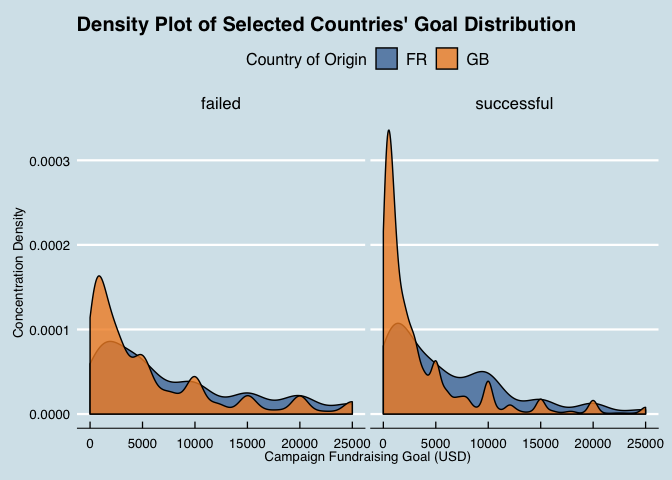 Density Plot of Selected Countries' Goal Distribution
Country of Origin FR GB
failed successful
Concentration Density
0.0003
0.0002
0.0001
0.0000
0 5000 10000 15000 20000 25000 0 5000 10000 15000 20000 25000
Campaign Fundraising Goal (USD)